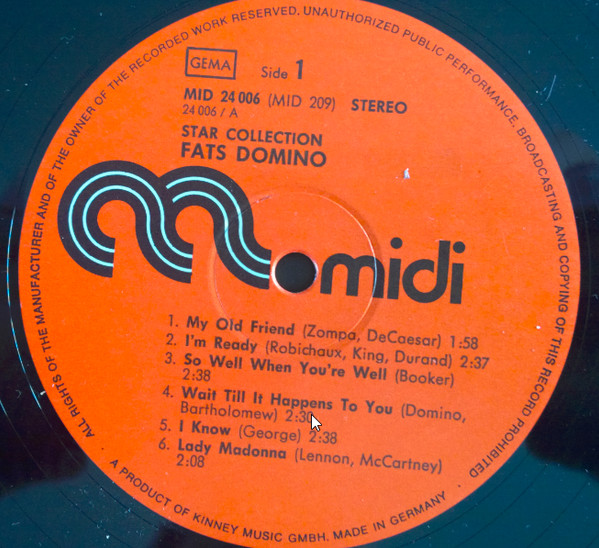 ALL RIGHTS OF THE MANUFACTURER AND OF THE OWNER OF THE RECORDED WORK RESERVED. UNAUTHORIZED PUBLIC PERFORMANCE. BROADCASTING AND COPYING OF THIS RECORD PROHIBITED
GEMA Side 1
MID 24 006 (MID 209) STEREO
24 006 / A
STAR COLLECTION
FATS DOMINO
midi
1. My Old Friend (Zompa, DeCaesar) 1:58
2. I'm Ready (Robichaux, King, Durand) 2:37
3. So Well When You're Well (Booker)
2:38
4. Wait Till It Happens To You (Domino,
Bartholomew) 2:30
5. I Know (George) 2:38
6. Lady Madonna (Lennon, McCartney)
2:08
A PRODUCT OF KINNEY MUSIC GMBH. MADE IN GERMANY